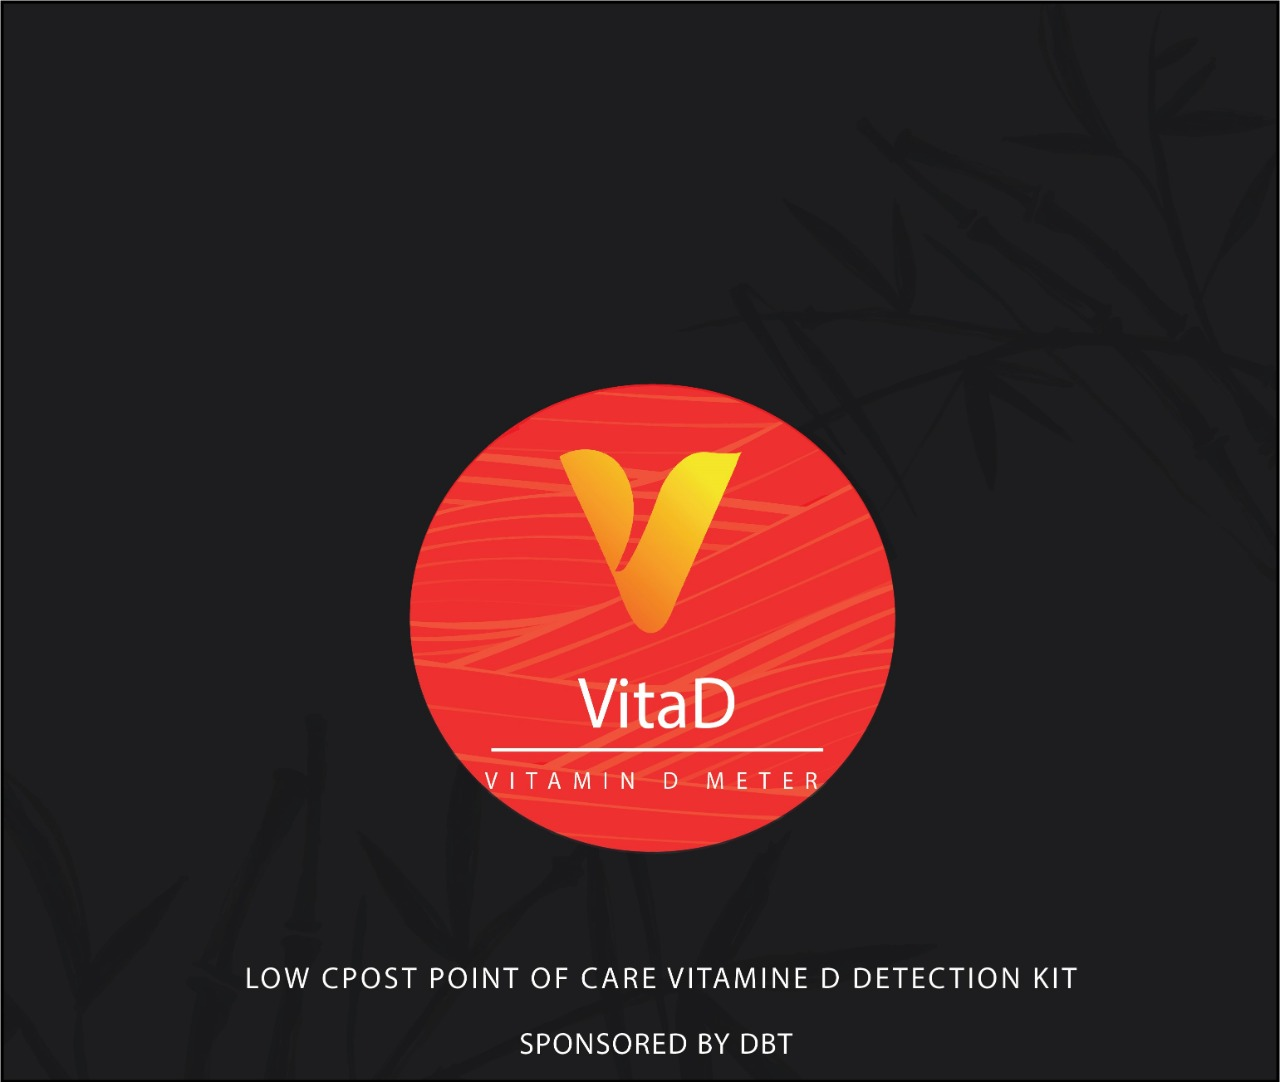 VitaD
VITAMIN D METER
LOW CPOST POINT OF CARE VITAMINE D DETECTION KIT
SPONSORED BY DBT